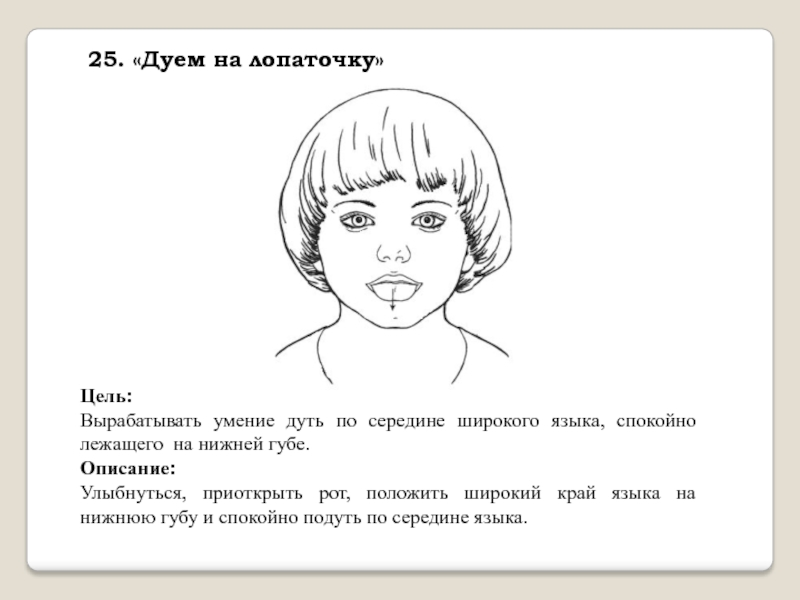 25. «Дуем на лопаточку»
Цель:
Вырабатывать умение дуть по середине широкого языка, спокойно
лежащего на нижней губе.
Описание:
Улыбнуться, приоткрыть рот, положить широкий край языка на
нижнюю губу и спокойно подуть по середине языка.